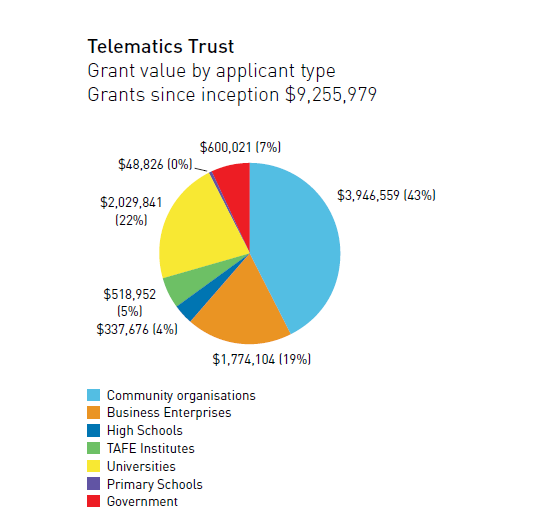 Telematics Trust
Grant value by applicant type
Grants since inception $9,255,979
$600,021 (7%)
$48,826 (0%)
$3,946,559 (43%)
$2,029,841
(22%)
$518,952
(5%)
$337,676 (4%)
$1,774,104 (19%)
Community organisations
Business Enterprises
High Schools
TAFE Institutes
Universities
Primary Schools
Government